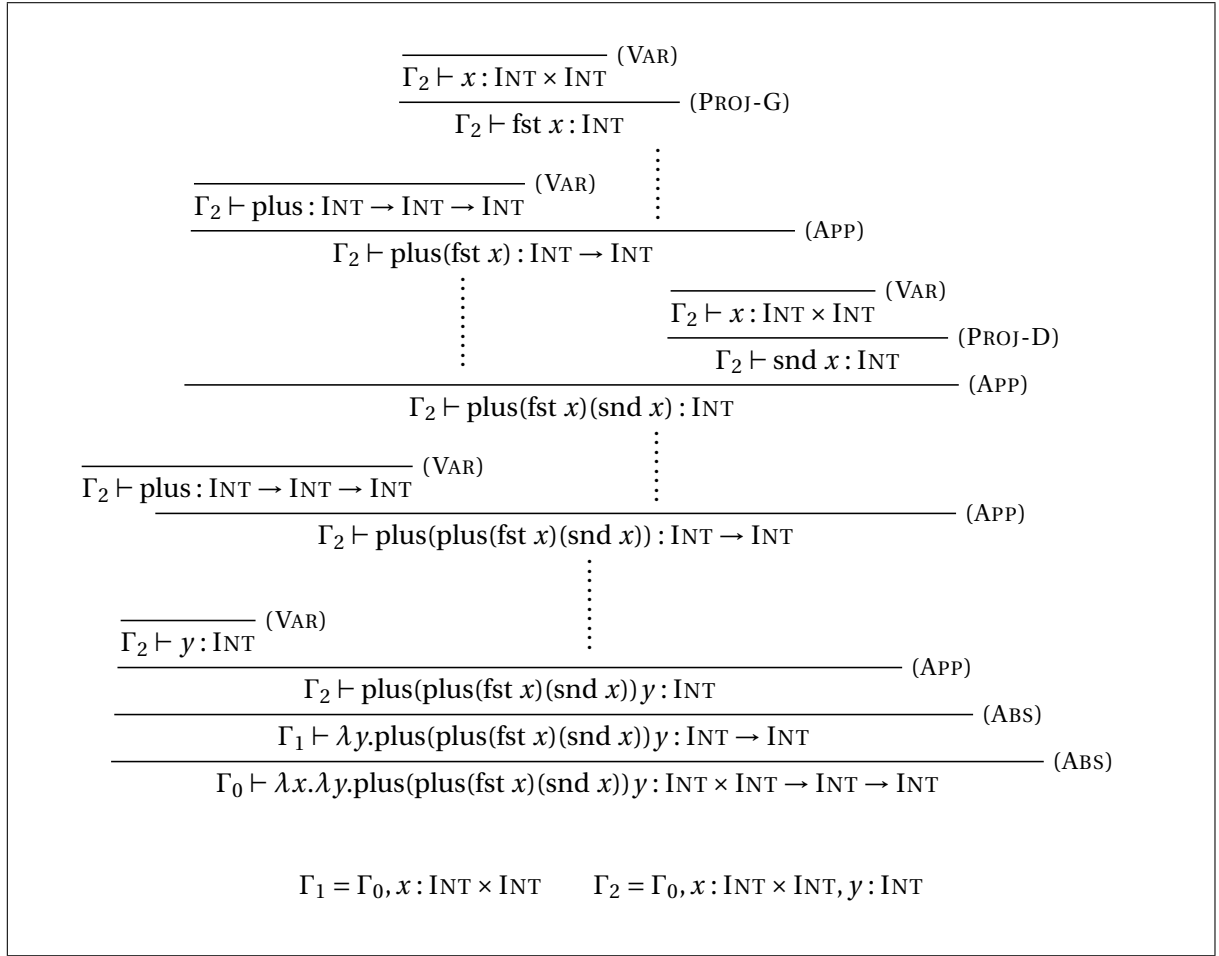 Γ₂ ⊢ x : INT × INT (VAR)
Γ₂ ⊢ fst x : INT (PROJ-G)
Γ₂ ⊢ plus : INT → INT → INT (VAR)
Γ₂ ⊢ plus(fst x) : INT → INT (APP)
Γ₂ ⊢ x : INT × INT (VAR)
Γ₂ ⊢ snd x : INT (PROJ-D)
Γ₂ ⊢ plus(fst x)(snd x) : INT (APP)
Γ₂ ⊢ plus : INT → INT → INT (VAR)
Γ₂ ⊢ plus(plus(fst x)(snd x)) : INT → INT (APP)
Γ₂ ⊢ y : INT (VAR)
Γ₂ ⊢ plus(plus(fst x)(snd x)) y : INT (APP)
Γ₁ ⊢ λy.plus(plus(fst x)(snd x)) y : INT → INT (ABS)
Γ₀ ⊢ λx.λy.plus(plus(fst x)(snd x)) y : INT × INT → INT → INT (ABS)
Γ₁ = Γ₀, x : INT × INT Γ₂ = Γ₀, x : INT × INT, y : INT